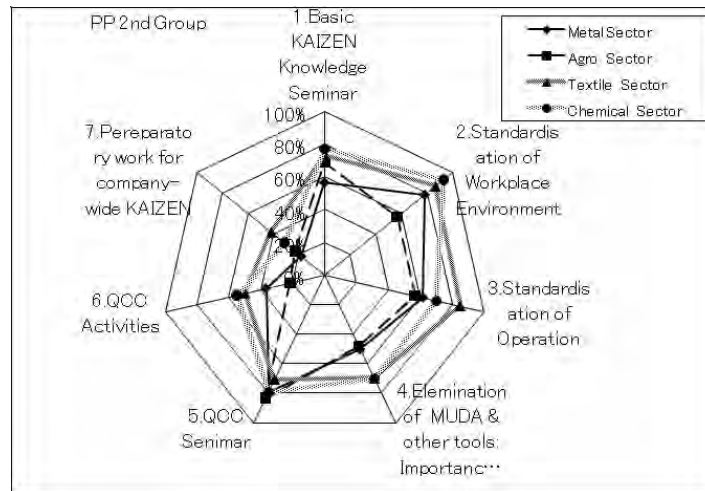 PP 2nd Group
1.Basic
KAIZEN
Knowledge
Seminar
Metal Sector
Agro Sector
Textile Sector
Chemical Sector
100%
80%
60%
40%
20%
0%
2.Standardis
ation of
Workplace
Environment
3.Standardis
ation of
Operation
4.Elemination
of MUDA &
other tools:
Importanc…
5.QCC
Senimar
6.QCC
Activities
7.Pereparato
ry work for
company-
wide KAIZEN